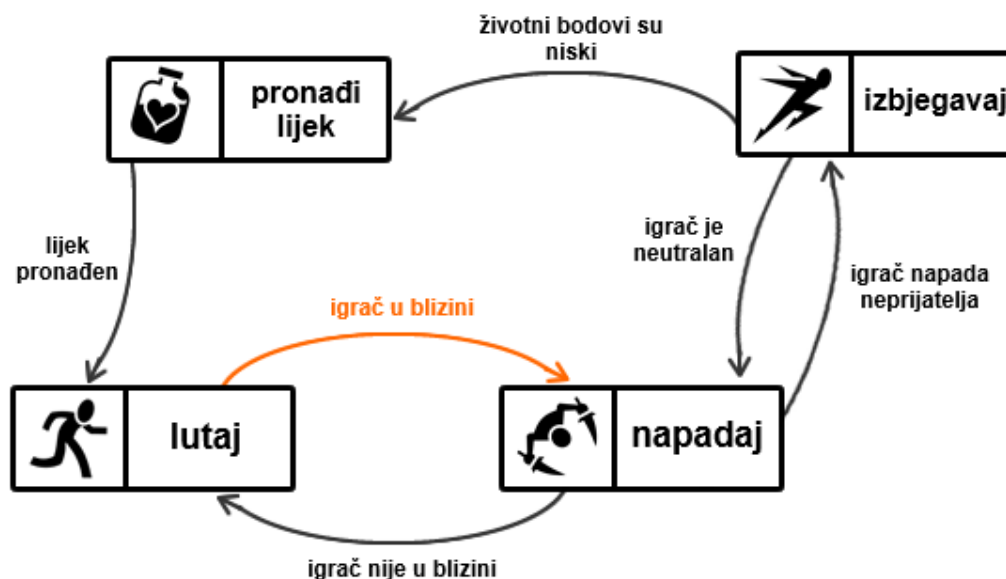 životni bodovi su
niski
pronađi
lijek
izbjegavaj
lijek
pronađen
igrač je
neutralan
igrač napada
neprijatelja
igrač u blizini
lutaj
napadaj
igrač nije u blizini